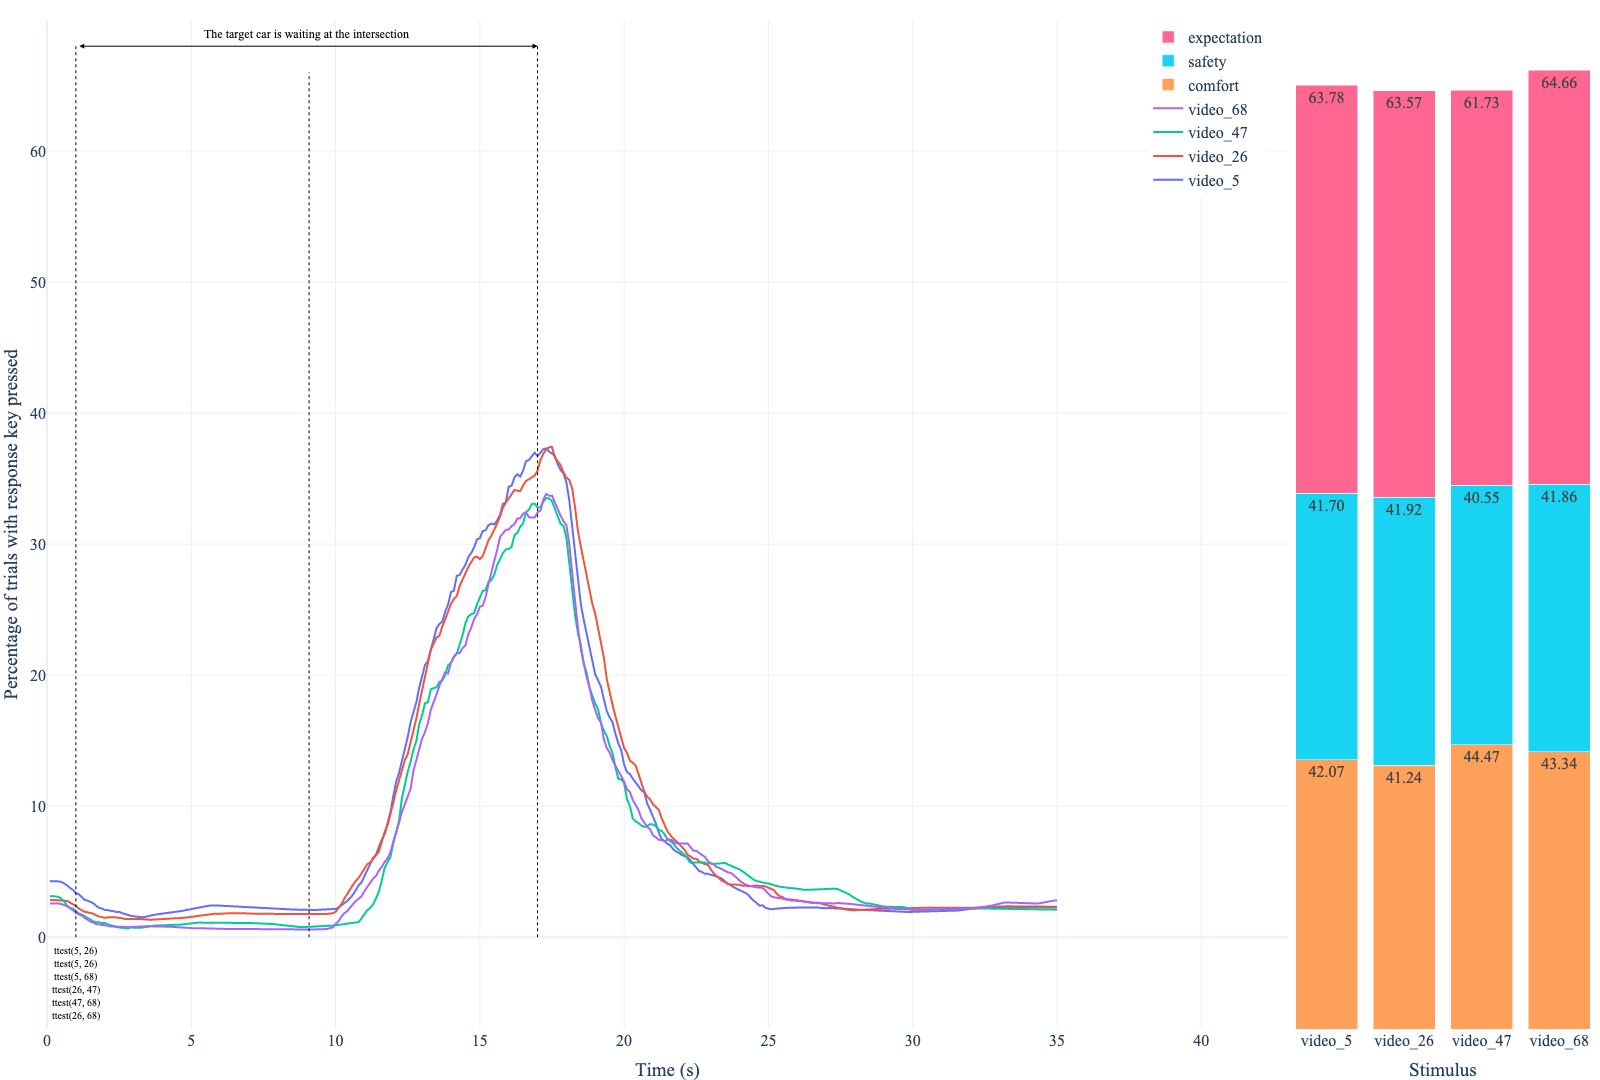 The target car is waiting at the intersection
expectation
safety
comfort
video_68
video_47
video_26
video_5
Percentage of trials with response key pressed
60
50
40
30
20
10
0
ttest(5, 26)
ttest(5, 26)
ttest(5, 68)
ttest(26, 47)
ttest(47, 68)
ttest(26, 68)
0
5
10
15
20
25
30
35
40
Time (s)
63.78
63.57
61.73
64.66
41.70
41.92
40.55
41.86
42.07
41.24
44.47
43.34
video_5
video_26
video_47
video_68
Stimulus